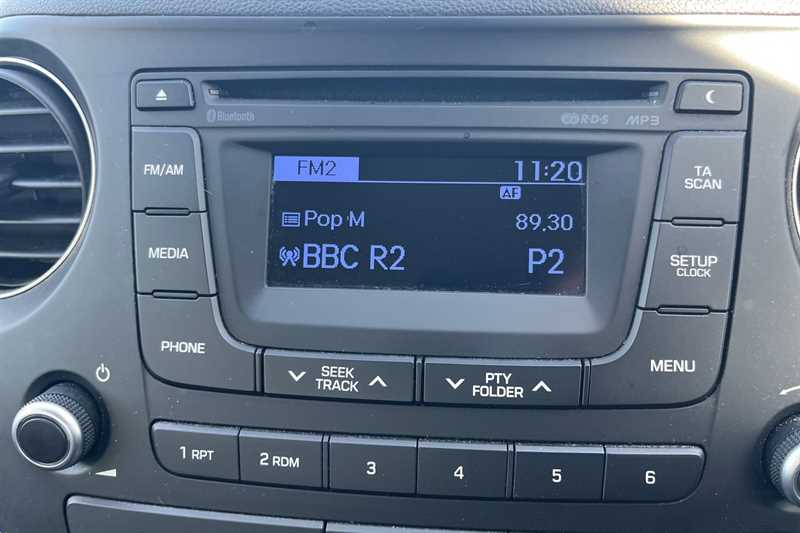 Bluetooth R·D·S MP3
FM/AM
MEDIA
PHONE
FM2 11:20
AF
Pop M 89.30
BBC R2 P2
TA
SCAN
SETUP
CLOCK
MENU
SEEK
TRACK
PTY
FOLDER
1 RPT 2 RDM 3 4 5 6